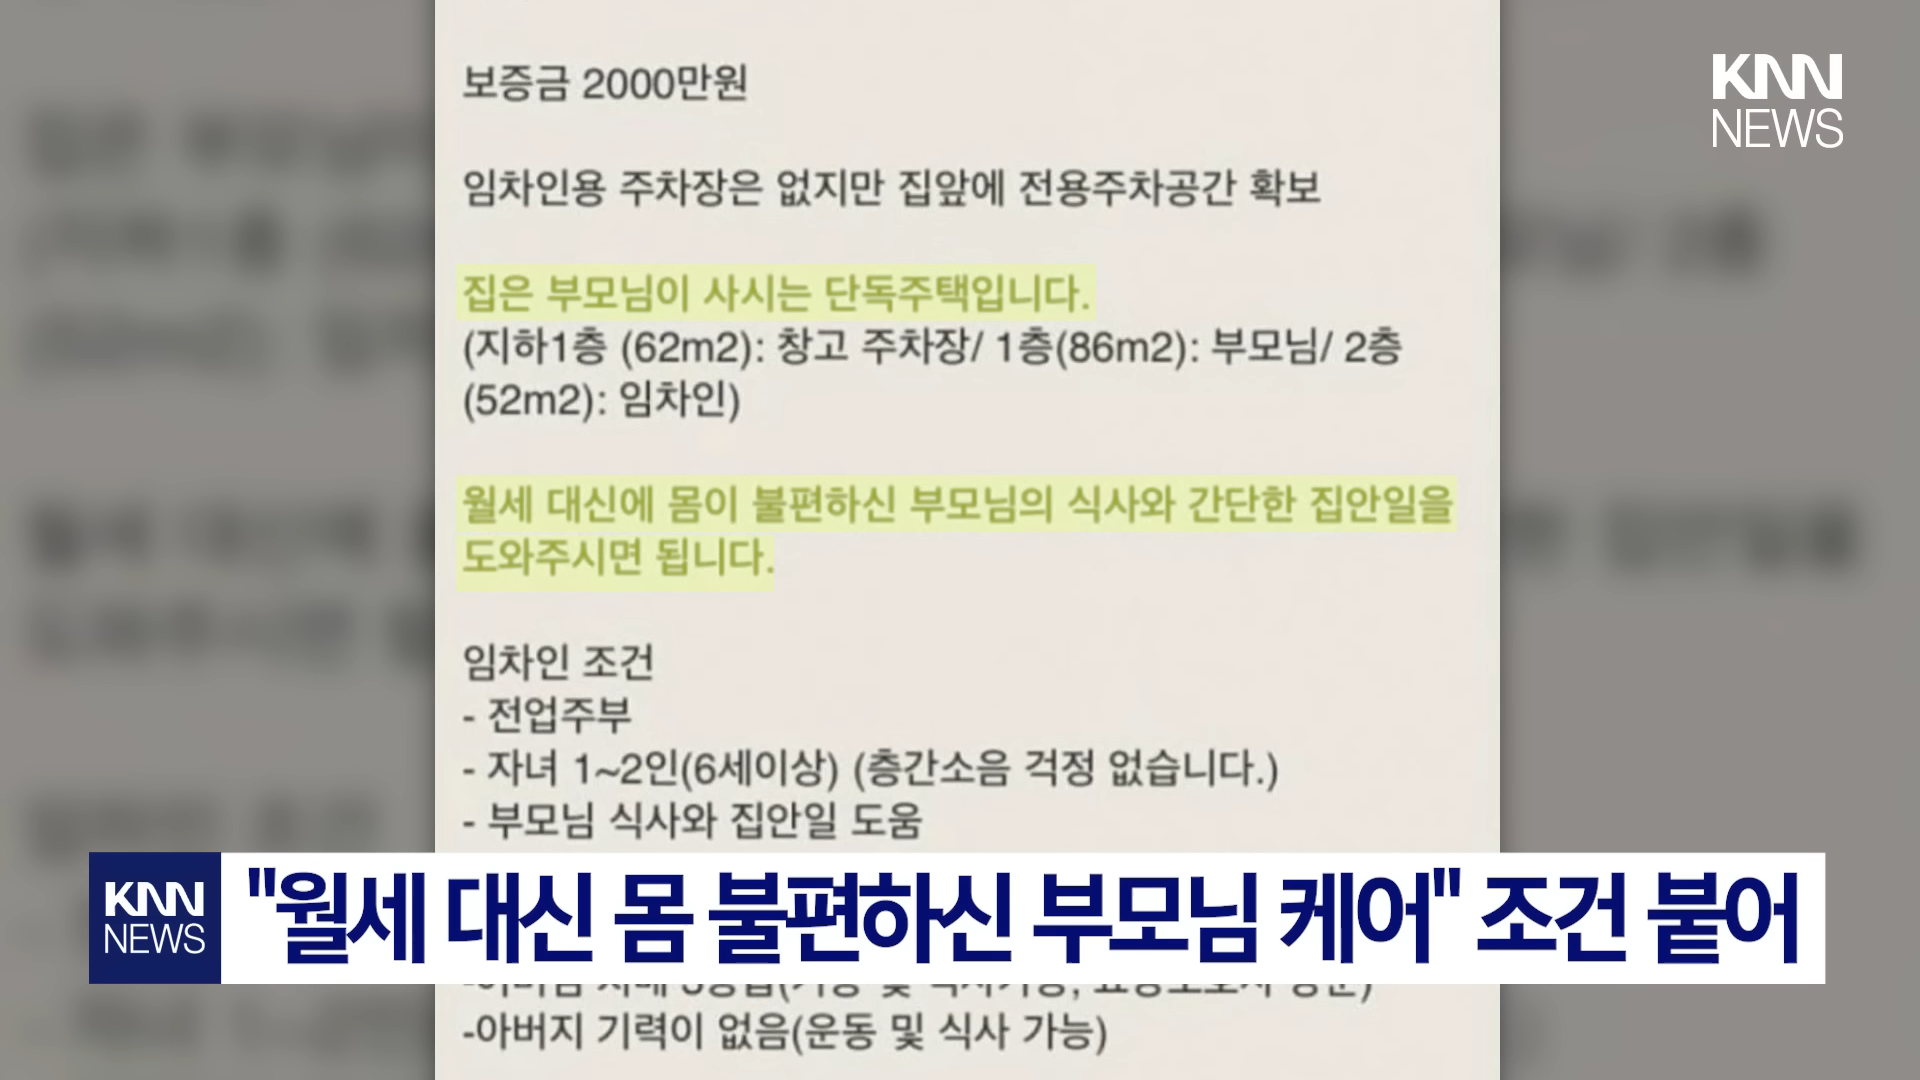 KNN
NEWS
보증금 2000만원
임차인용 주차장은 없지만 집앞에 전용주차공간 확보
집은 부모님이 사시는 단독주택입니다.
(지하1층 (62m2): 창고 주차장/ 1층(86m2): 부모님/ 2층
(52m2): 임차인)
월세 대신에 몸이 불편하신 부모님의 식사와 간단한 집안일을
도와주시면 됩니다.
임차인 조건
- 전업주부
- 자녀 1~2인(6세이상) (층간소음 걱정 없습니다.)
- 부모님 식사와 집안일 도움
KNN
NEWS
"월세 대신 몸 불편하신 부모님 케어" 조건 붙어
-아버지 기력이 없음(운동 및 식사 가능)